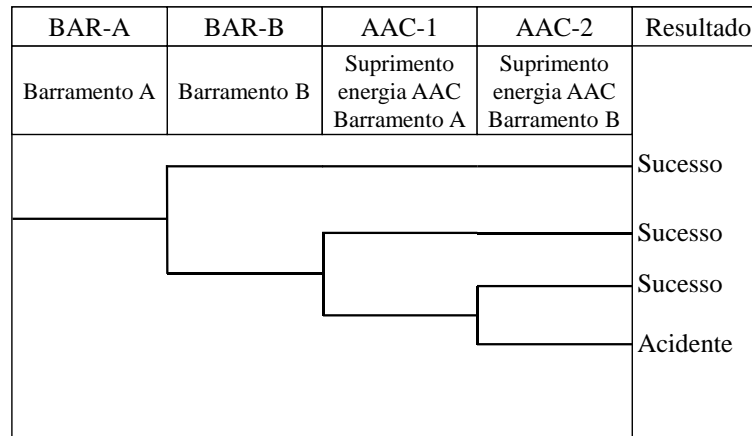 BAR-A BAR-B AAC-1 AAC-2 Resultado
Barramento A
Barramento B
Suprimento
energia AAC
Barramento A
Suprimento
energia AAC
Barramento B
Sucesso
Sucesso
Sucesso
Acidente